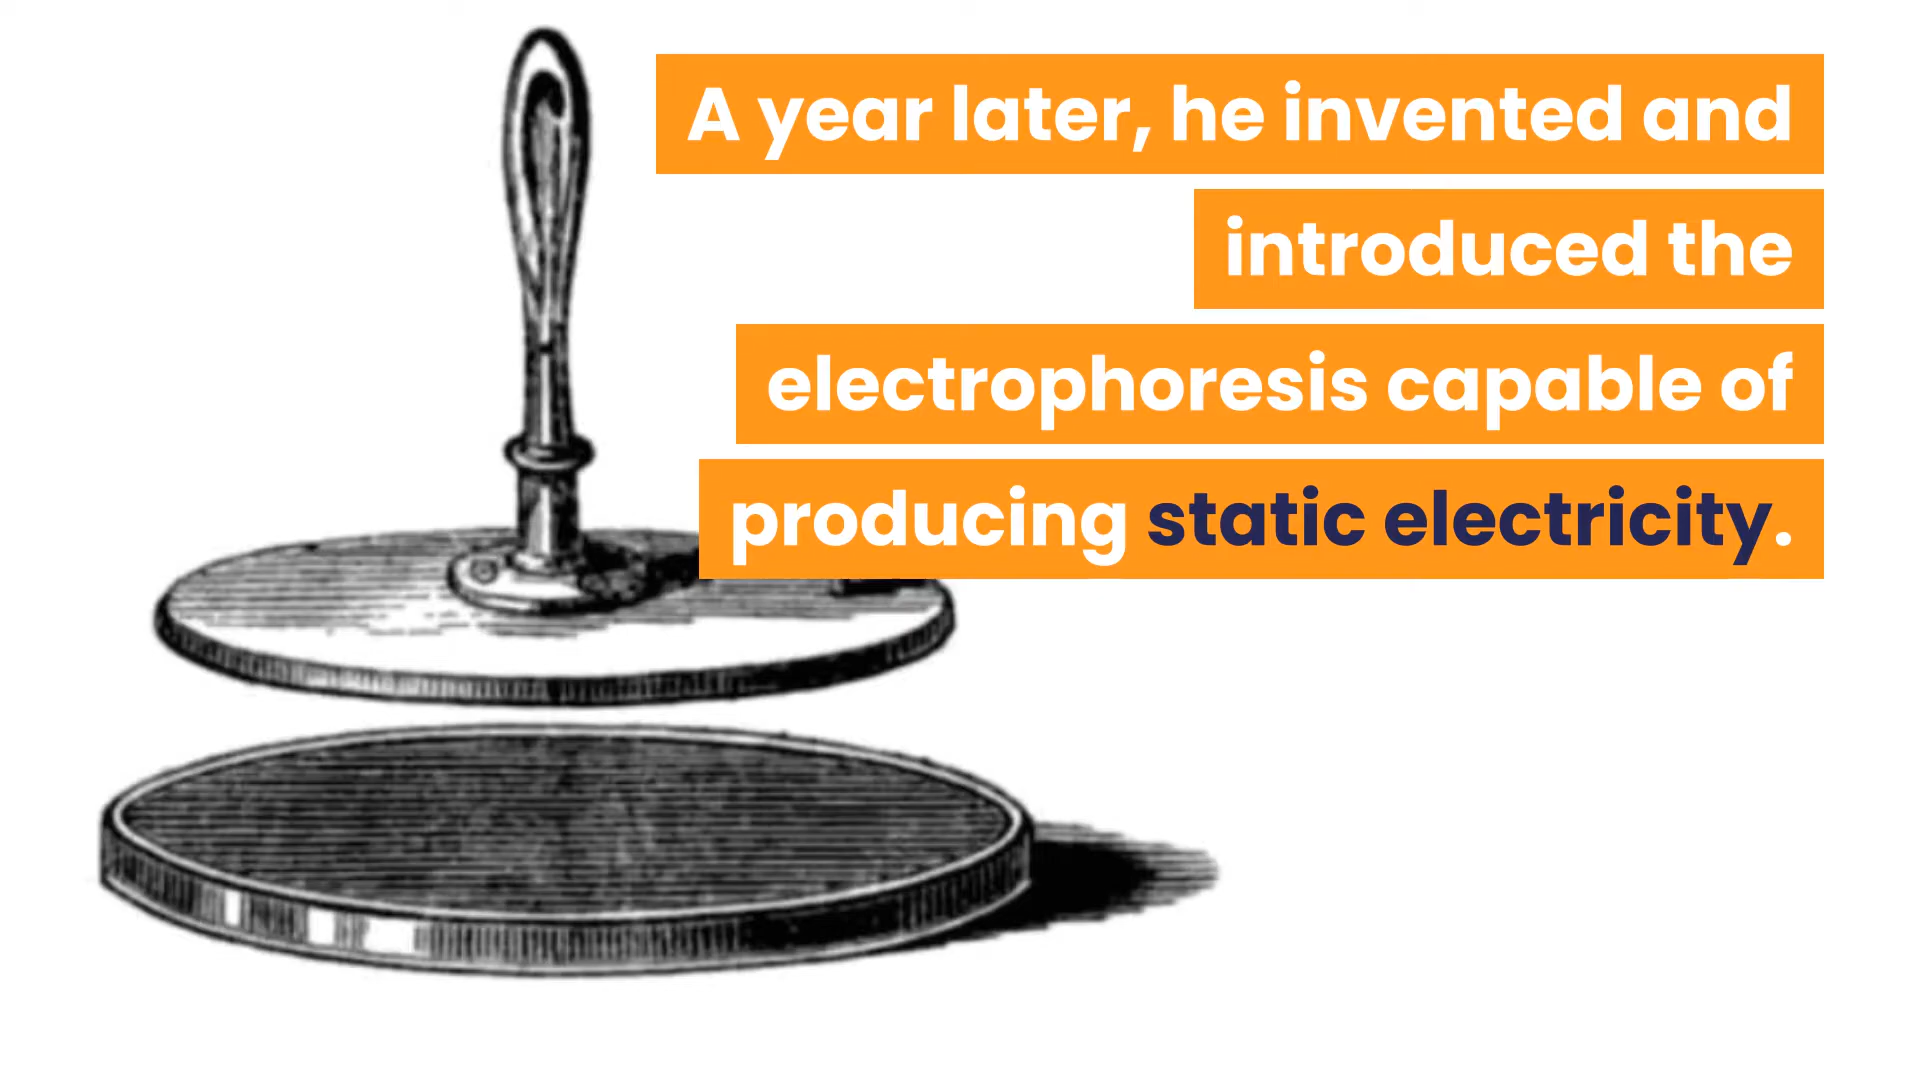 A year later, he invented and
introduced the
electrophoresis capable of
producing static electricity.